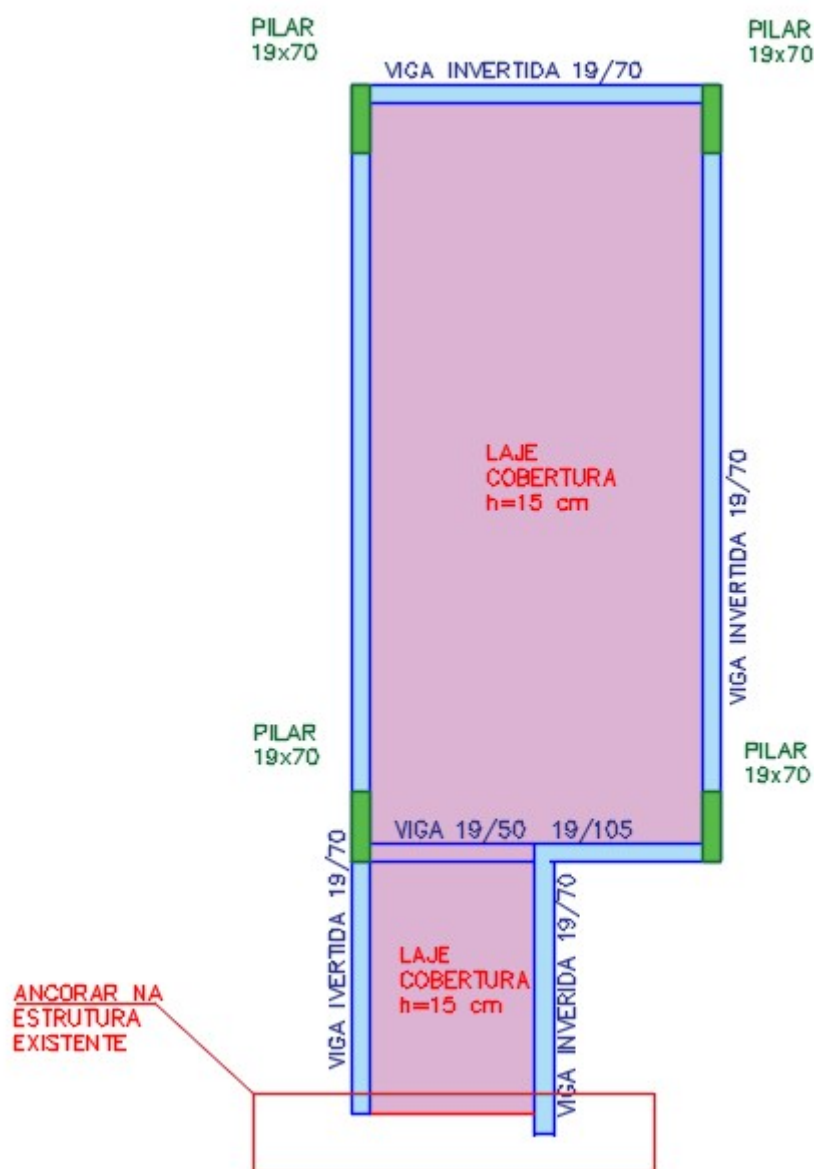 PILAR
19x70
PILAR
19x70
VIGA INVERTIDA 19/70
LAJE
COBERTURA
h=15 cm
VIGA INVERTIDA 19/70
PILAR
19x70
PILAR
19x70
VIGA 19/50
19/105
VIGA IVERTIDA 19/70
VIGA INVERIDA 19/70
LAJE
COBERTURA
h=15 cm
ANCORAR NA
ESTRUTURA
EXISTENTE